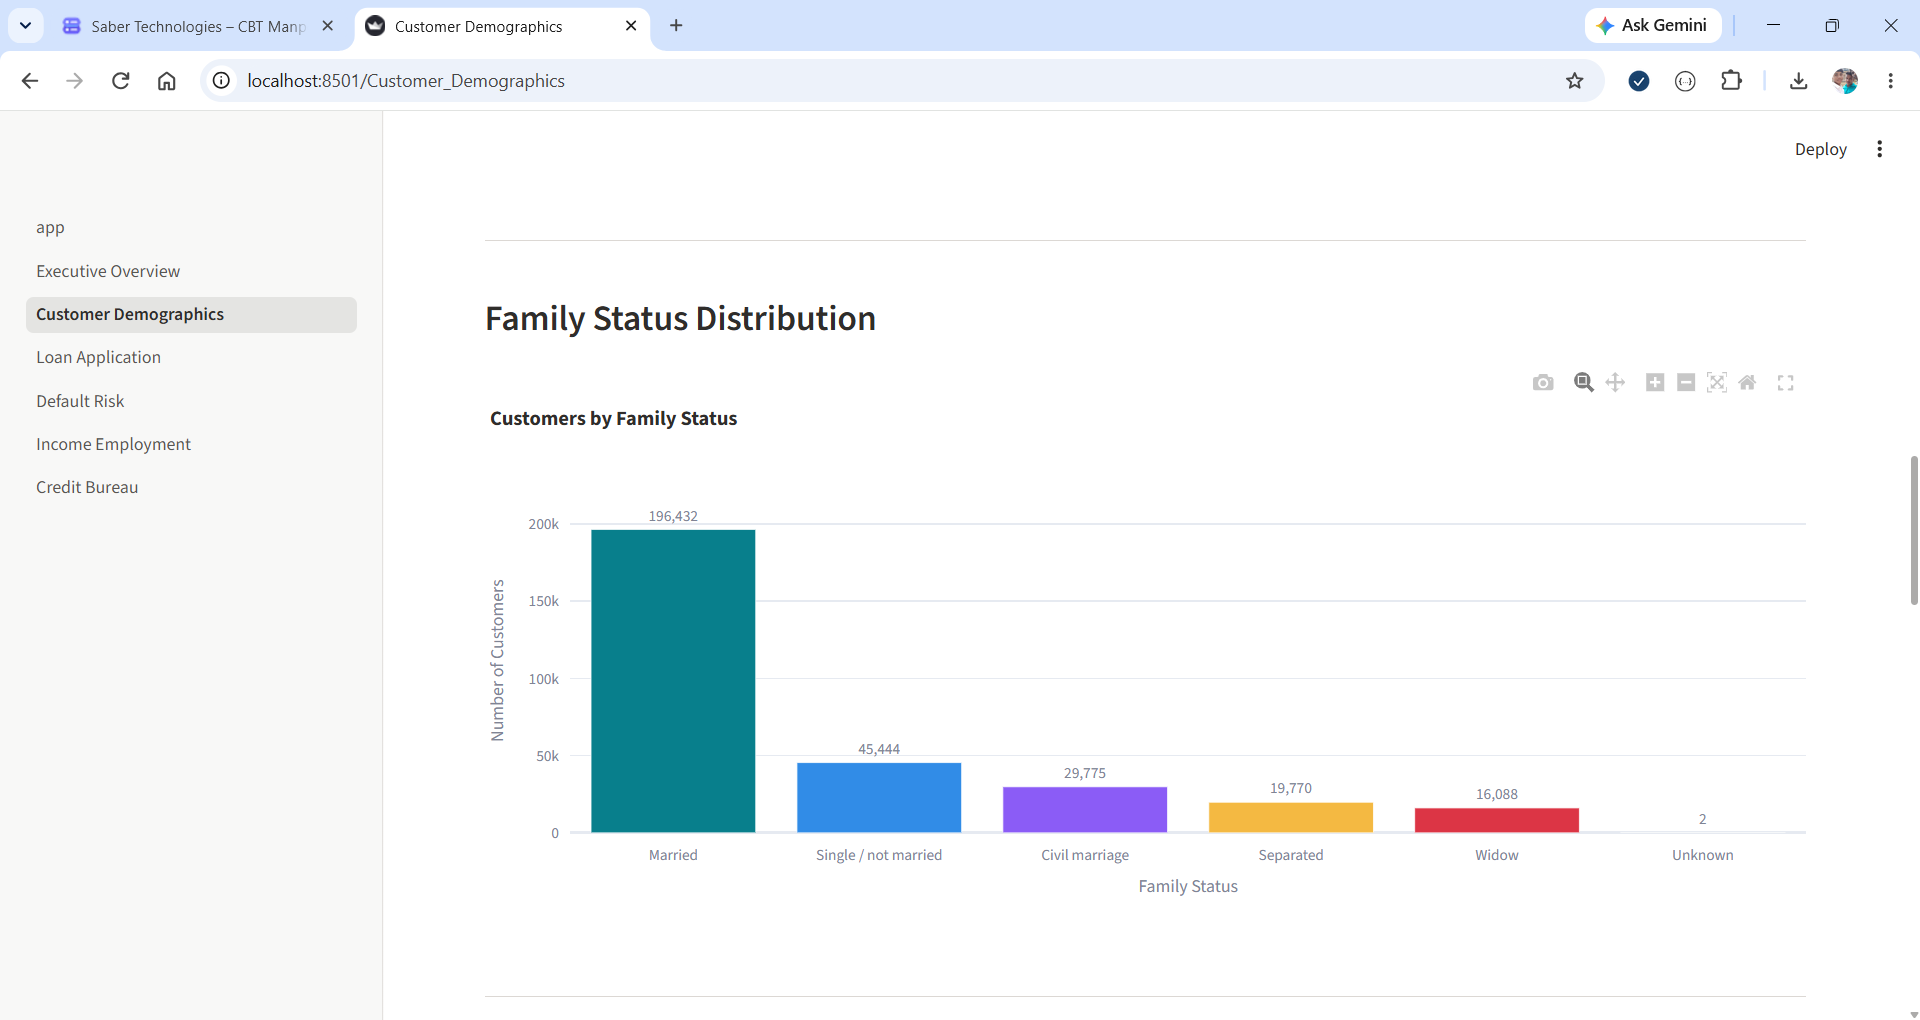 Saber Technologies – CBT Manp
Customer Demographics
Ask Gemini
localhost:8501/Customer_Demographics
Deploy
app
Executive Overview
Customer Demographics
Loan Application
Default Risk
Income Employment
Credit Bureau
Family Status Distribution
Customers by Family Status
Number of Customers
200k
150k
100k
50k
0
196,432
45,444
29,775
19,770
16,088
2
Married
Single / not married
Civil marriage
Separated
Widow
Unknown
Family Status